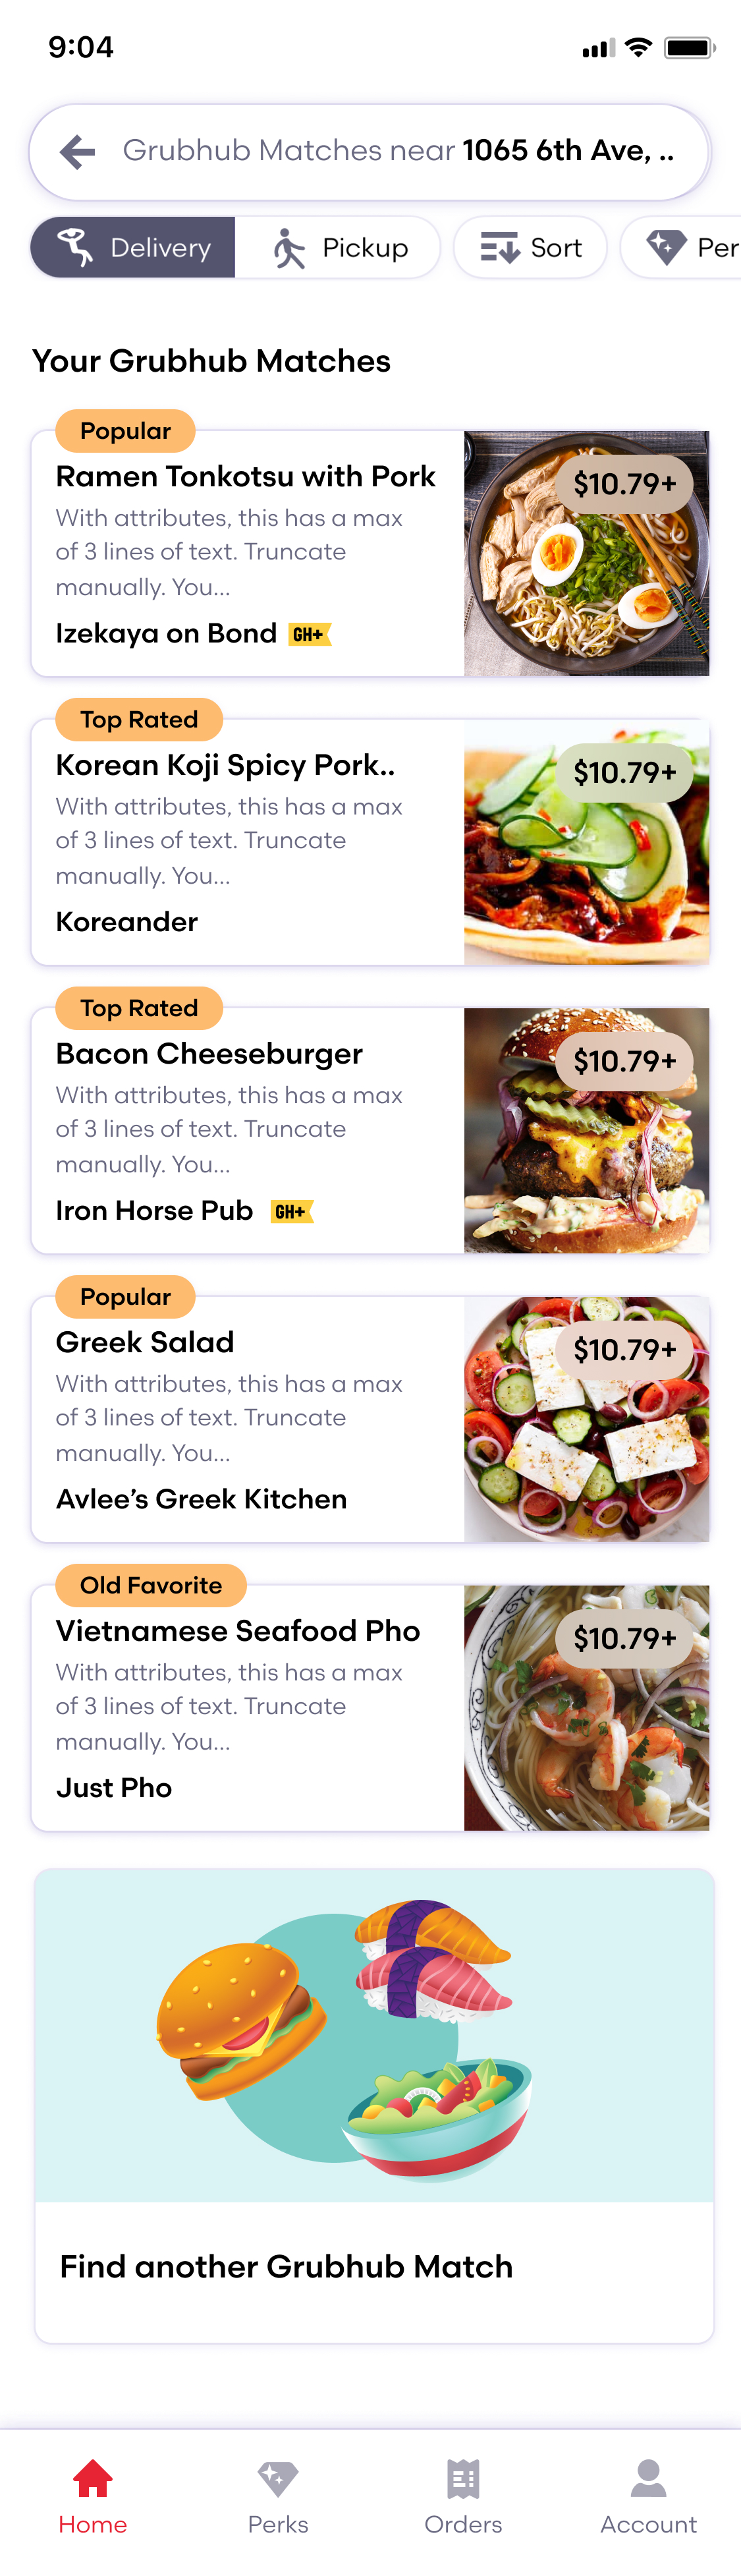 9:04
Grubhub Matches near 1065 6th Ave, ..
Delivery
Pickup
Sort
Per
Your Grubhub Matches
Popular
Ramen Tonkotsu with Pork
$10.79+
With attributes, this has a max
of 3 lines of text. Truncate
manually. You...
Izekaya on Bond GH+
Top Rated
Korean Koji Spicy Pork..
$10.79+
With attributes, this has a max
of 3 lines of text. Truncate
manually. You...
Koreander
Top Rated
Bacon Cheeseburger
$10.79+
With attributes, this has a max
of 3 lines of text. Truncate
manually. You...
Iron Horse Pub GH+
Popular
Greek Salad
$10.79+
With attributes, this has a max
of 3 lines of text. Truncate
manually. You...
Avlee’s Greek Kitchen
Old Favorite
Vietnamese Seafood Pho
$10.79+
With attributes, this has a max
of 3 lines of text. Truncate
manually. You...
Just Pho
Find another Grubhub Match
Home
Perks
Orders
Account